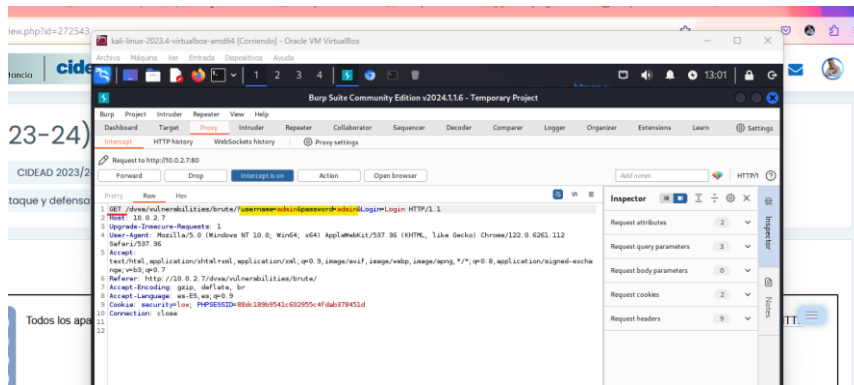 iew.php?id=272543
kali-linux-2023.4-virtualbox-amd64 [Corriendo] - Oracle VM VirtualBox
Archivo Máquina Ver Entrada Dispositivos Ayuda
tancia
cide
1 2 3 4
13:01
Burp Suite Community Edition v2024.1.1.6 - Temporary Project
Burp Project Intruder Repeater View Help
Dashboard Target Proxy Intruder Repeater Collaborator Sequencer Decoder Comparer Logger Organizer Extensions Learn Settings
Intercept HTTP history WebSockets history Proxy settings
23-24)
Request to http://10.0.2.7:80
CIDEAD 2023/2
Forward Drop Intercept is on Action Open browser Add notes HTTP/1
taque y defensa
Pretty Raw Hex
Inspector
1 GET /dvwa/vulnerabilities/brute/?username=admin&password=admin&Login=Login HTTP/1.1
2 Host: 10.0.2.7
3 Upgrade-Insecure-Requests: 1
4 User-Agent: Mozilla/5.0 (Windows NT 10.0; Win64; x64) AppleWebKit/537.36 (KHTML, like Gecko) Chrome/122.0.6261.112
Safari/537.36
5 Accept:
text/html,application/xhtml+xml,application/xml;q=0.9,image/avif,image/webp,image/apng,*/*;q=0.8,application/signed-excha
nge;v=b3;q=0.7
6 Referer: http://10.0.2.7/dvwa/vulnerabilities/brute/
7 Accept-Encoding: gzip, deflate, br
8 Accept-Language: es-ES,es;q=0.9
9 Cookie: security=low; PHPSESSID=88dc189b9541c602955c4fdab378451d
10 Connection: close
11
12
Request attributes 2
Request query parameters 3
Request body parameters 0
Request cookies 2
Request headers 9
Inspector
Notes
Todos los apa
TT.